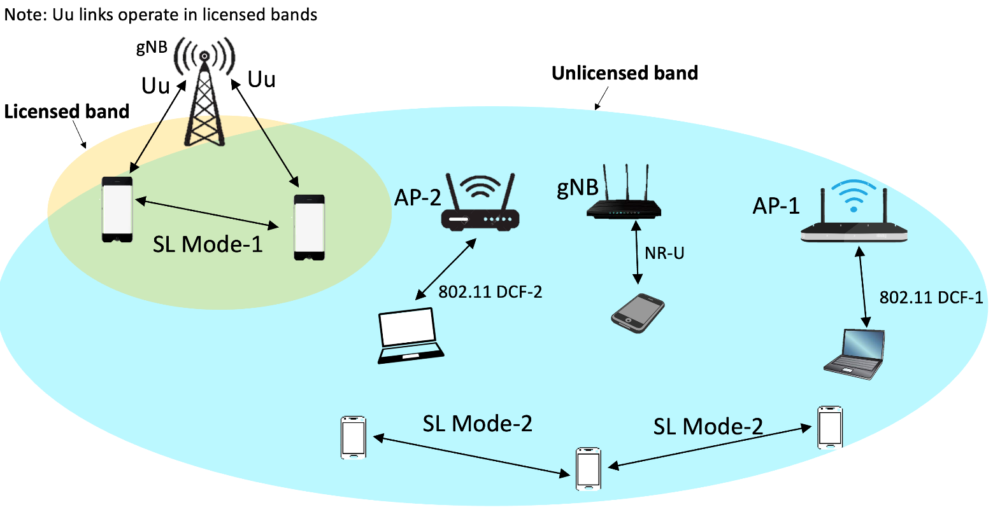 Note: Uu links operate in licensed bands
gNB
Uu
Uu
Unlicensed band
Licensed band
AP-2
gNB
AP-1
SL Mode-1
NR-U
802.11 DCF-2
802.11 DCF-1
SL Mode-2
SL Mode-2